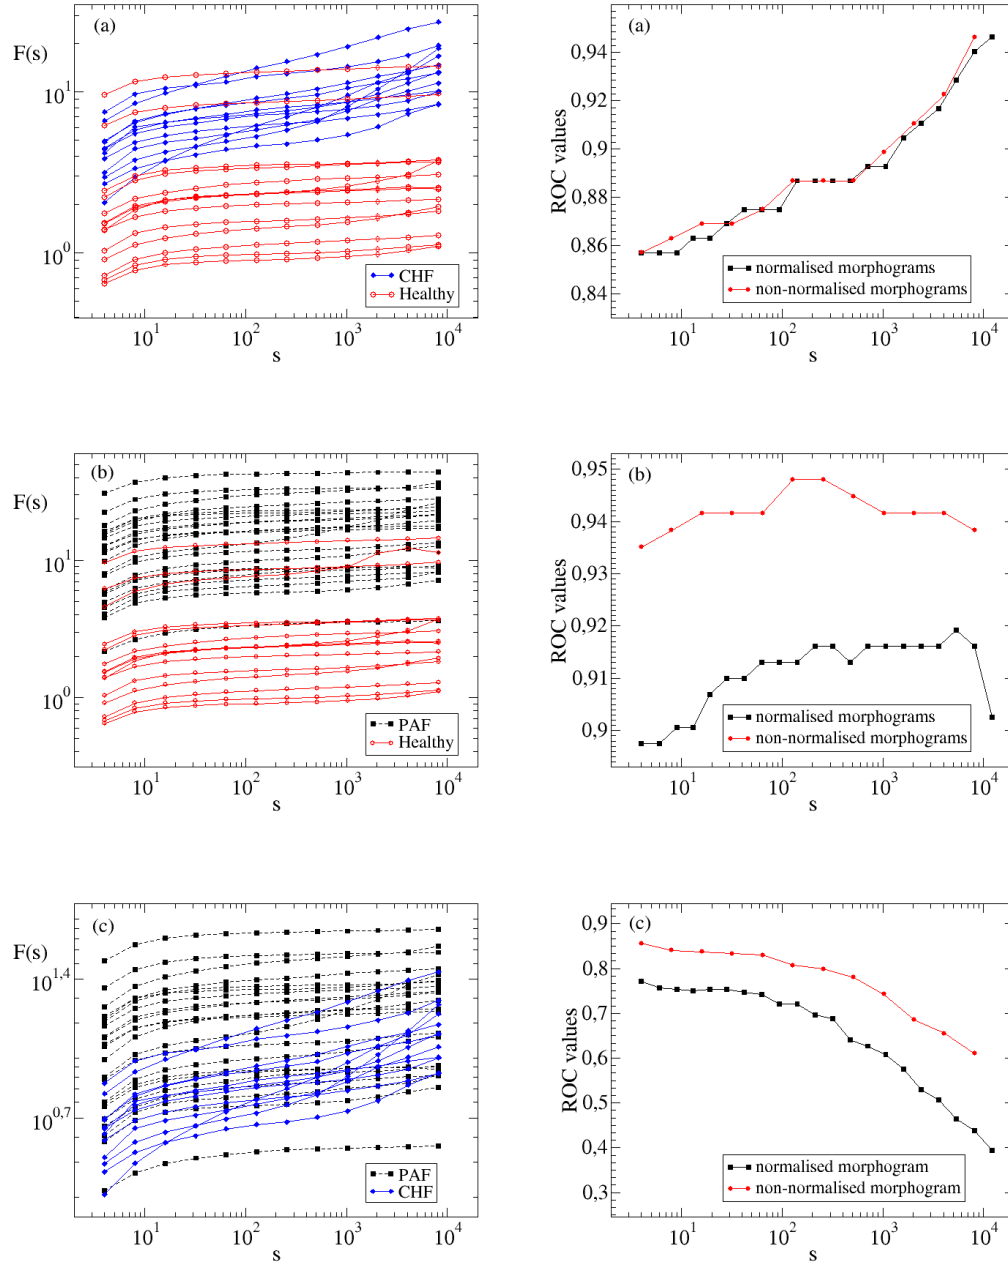 (a)
F(s)
10^1
10^0
CHF
Healthy
10^1 10^2 10^3 10^4
s
(a)
ROC values
0,94
0,92
0,9
0,88
0,86
0,84
normalised morphograms
non-normalised morphograms
10^1 10^2 10^3 10^4
s
(b)
F(s)
10^1
10^0
PAF
Healthy
10^1 10^2 10^3 10^4
s
(b)
ROC values
0,95
0,94
0,93
0,92
0,91
0,9
normalised morphograms
non-normalised morphograms
10^1 10^2 10^3 10^4
s
(c)
F(s)
10^1.4
10^0.7
PAF
CHF
10^1 10^2 10^3 10^4
s
(c)
ROC values
0,9
0,8
0,7
0,6
0,5
0,4
0,3
normalised morphogram
non-normalised morphogram
10^1 10^2 10^3 10^4
s